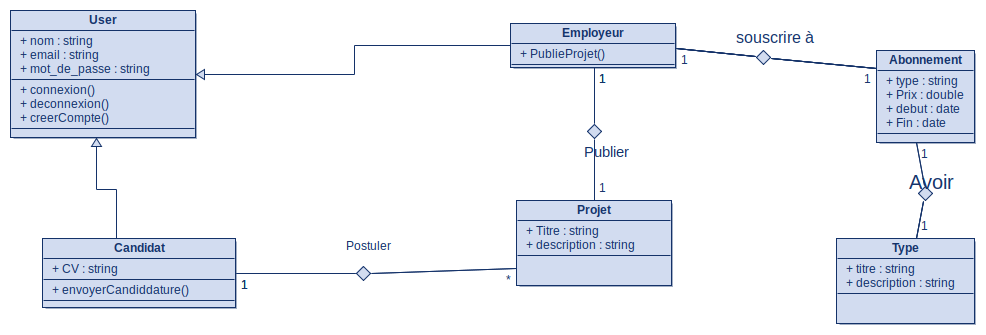 User
+ nom : string
+ email : string
+ mot_de_passe : string
+ connexion()
+ deconnexion()
+ creerCompte()
Employeur
+ PublieProjet()
1
souscrire à
1
Abonnement
+ type : string
+ Prix : double
+ debut : date
+ Fin : date
1
Publier
1
1
Avoir
1
Projet
+ Titre : string
+ description : string
Candidat
+ CV : string
+ envoyerCandiddature()
1
Postuler
*
Type
+ titre : string
+ description : string